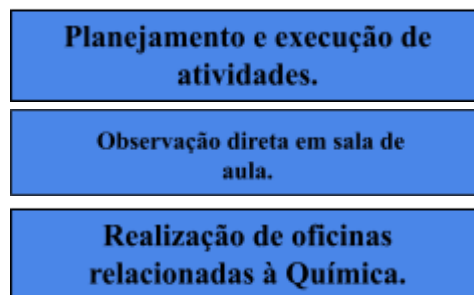 Planejamento e execução de
atividades.
Observação direta em sala de
aula.
Realização de oficinas
relacionadas à Química.